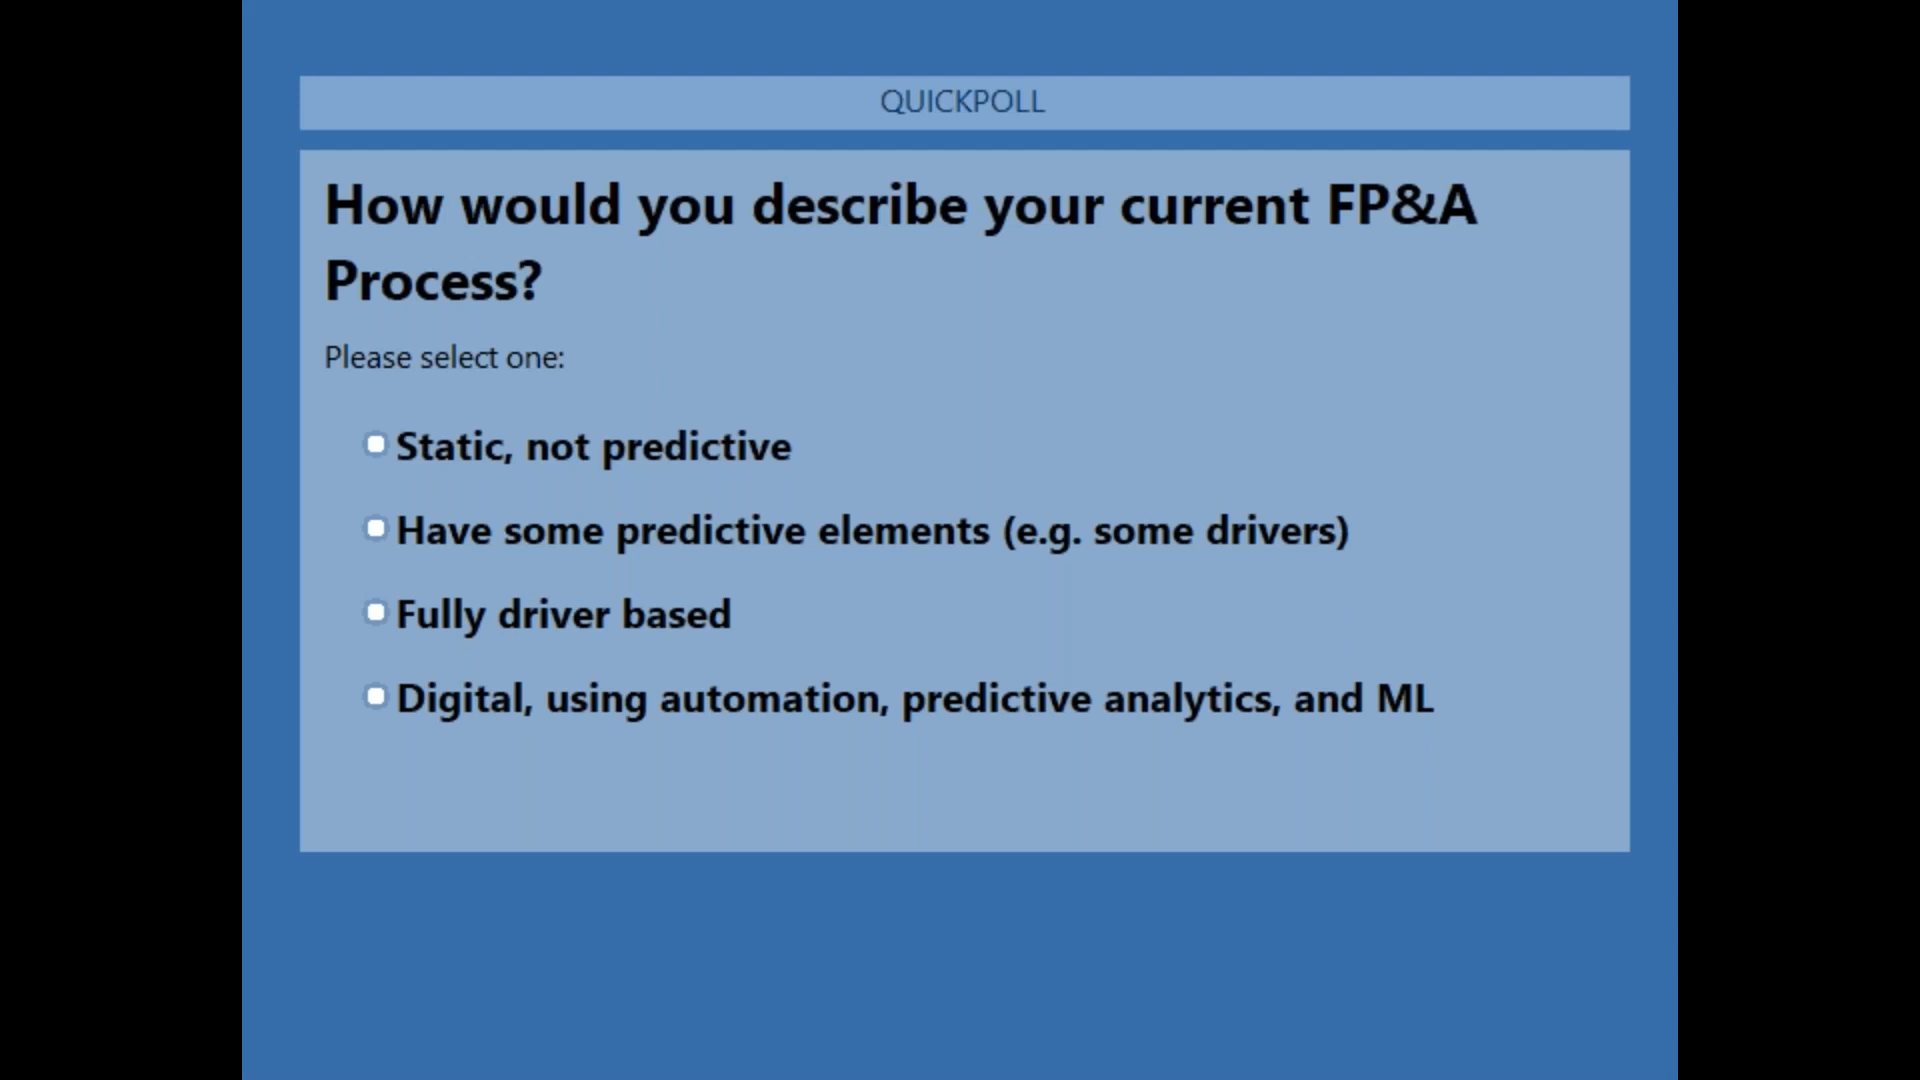 QUICKPOLL
How would you describe your current FP&A
Process?
Please select one:
Static, not predictive
Have some predictive elements (e.g. some drivers)
Fully driver based
Digital, using automation, predictive analytics, and ML